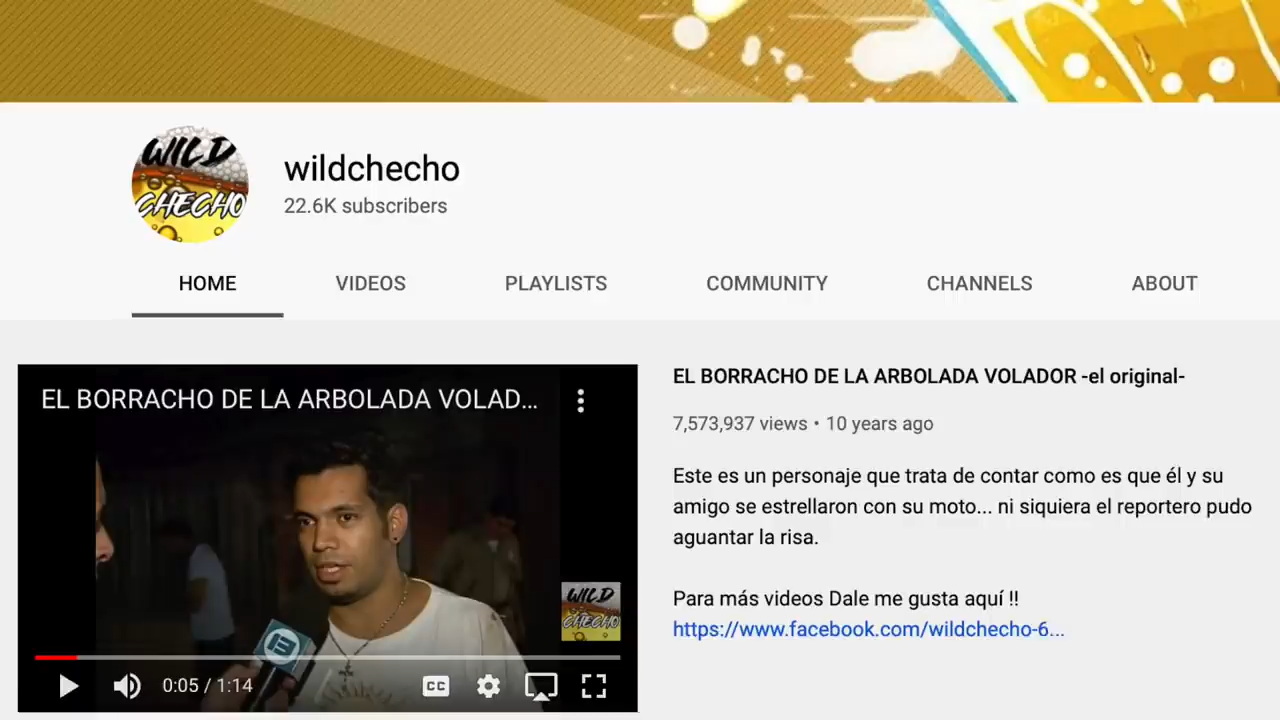 WILD
CHECHO
wildchecho
22.6K subscribers
HOME VIDEOS PLAYLISTS COMMUNITY CHANNELS ABOUT
EL BORRACHO DE LA ARBOLADA VOLAD...
WILD
CHECHO
0:05 / 1:14
CC
EL BORRACHO DE LA ARBOLADA VOLADOR -el original-
7,573,937 views • 10 years ago
Este es un personaje que trata de contar como es que él y su
amigo se estrellaron con su moto... ni siquiera el reportero pudo
aguantar la risa.
Para más videos Dale me gusta aquí !!
https://www.facebook.com/wildchecho-6...